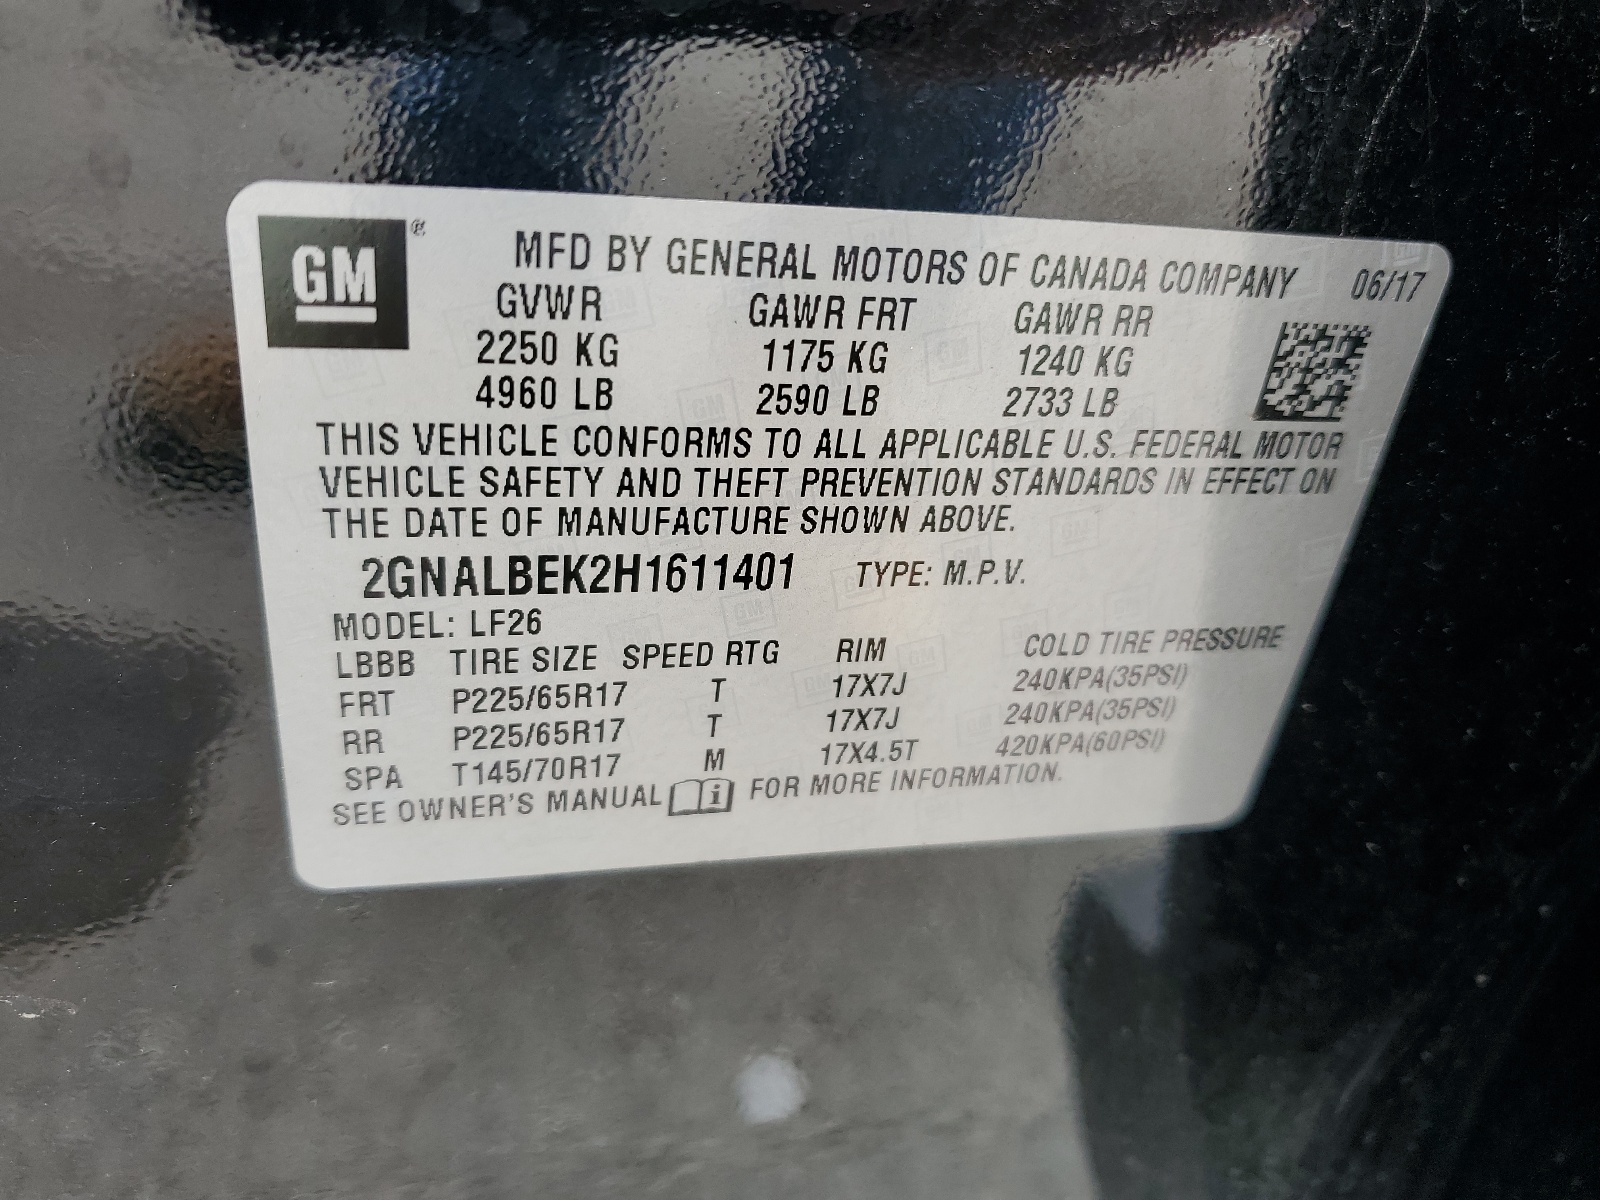 GM®
MFD BY GENERAL MOTORS OF CANADA COMPANY 06/17
GVWR GAWR FRT GAWR RR
2250 KG 1175 KG 1240 KG
4960 LB 2590 LB 2733 LB
THIS VEHICLE CONFORMS TO ALL APPLICABLE U.S. FEDERAL MOTOR
VEHICLE SAFETY AND THEFT PREVENTION STANDARDS IN EFFECT ON
THE DATE OF MANUFACTURE SHOWN ABOVE.
2GNALBEK2H1611401 TYPE: M.P.V.
MODEL: LF26
LBBB TIRE SIZE SPEED RTG RIM COLD TIRE PRESSURE
FRT P225/65R17 T 17X7J 240KPA(35PSI)
RR P225/65R17 T 17X7J 240KPA(35PSI)
SPA T145/70R17 M 17X4.5T 420KPA(60PSI)
SEE OWNER'S MANUAL i FOR MORE INFORMATION.